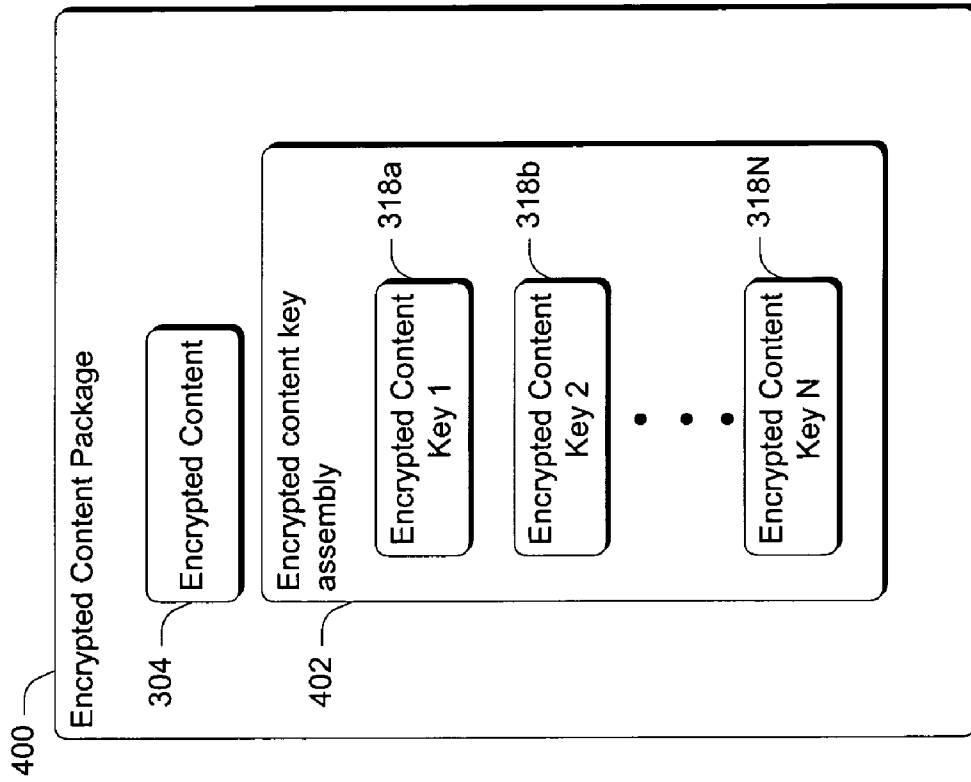 400
Encrypted Content Package
304
Encrypted Content
402
Encrypted content key
assembly
Encrypted Content
Key 1
318a
Encrypted Content
Key 2
318b
Encrypted Content
Key N
318N